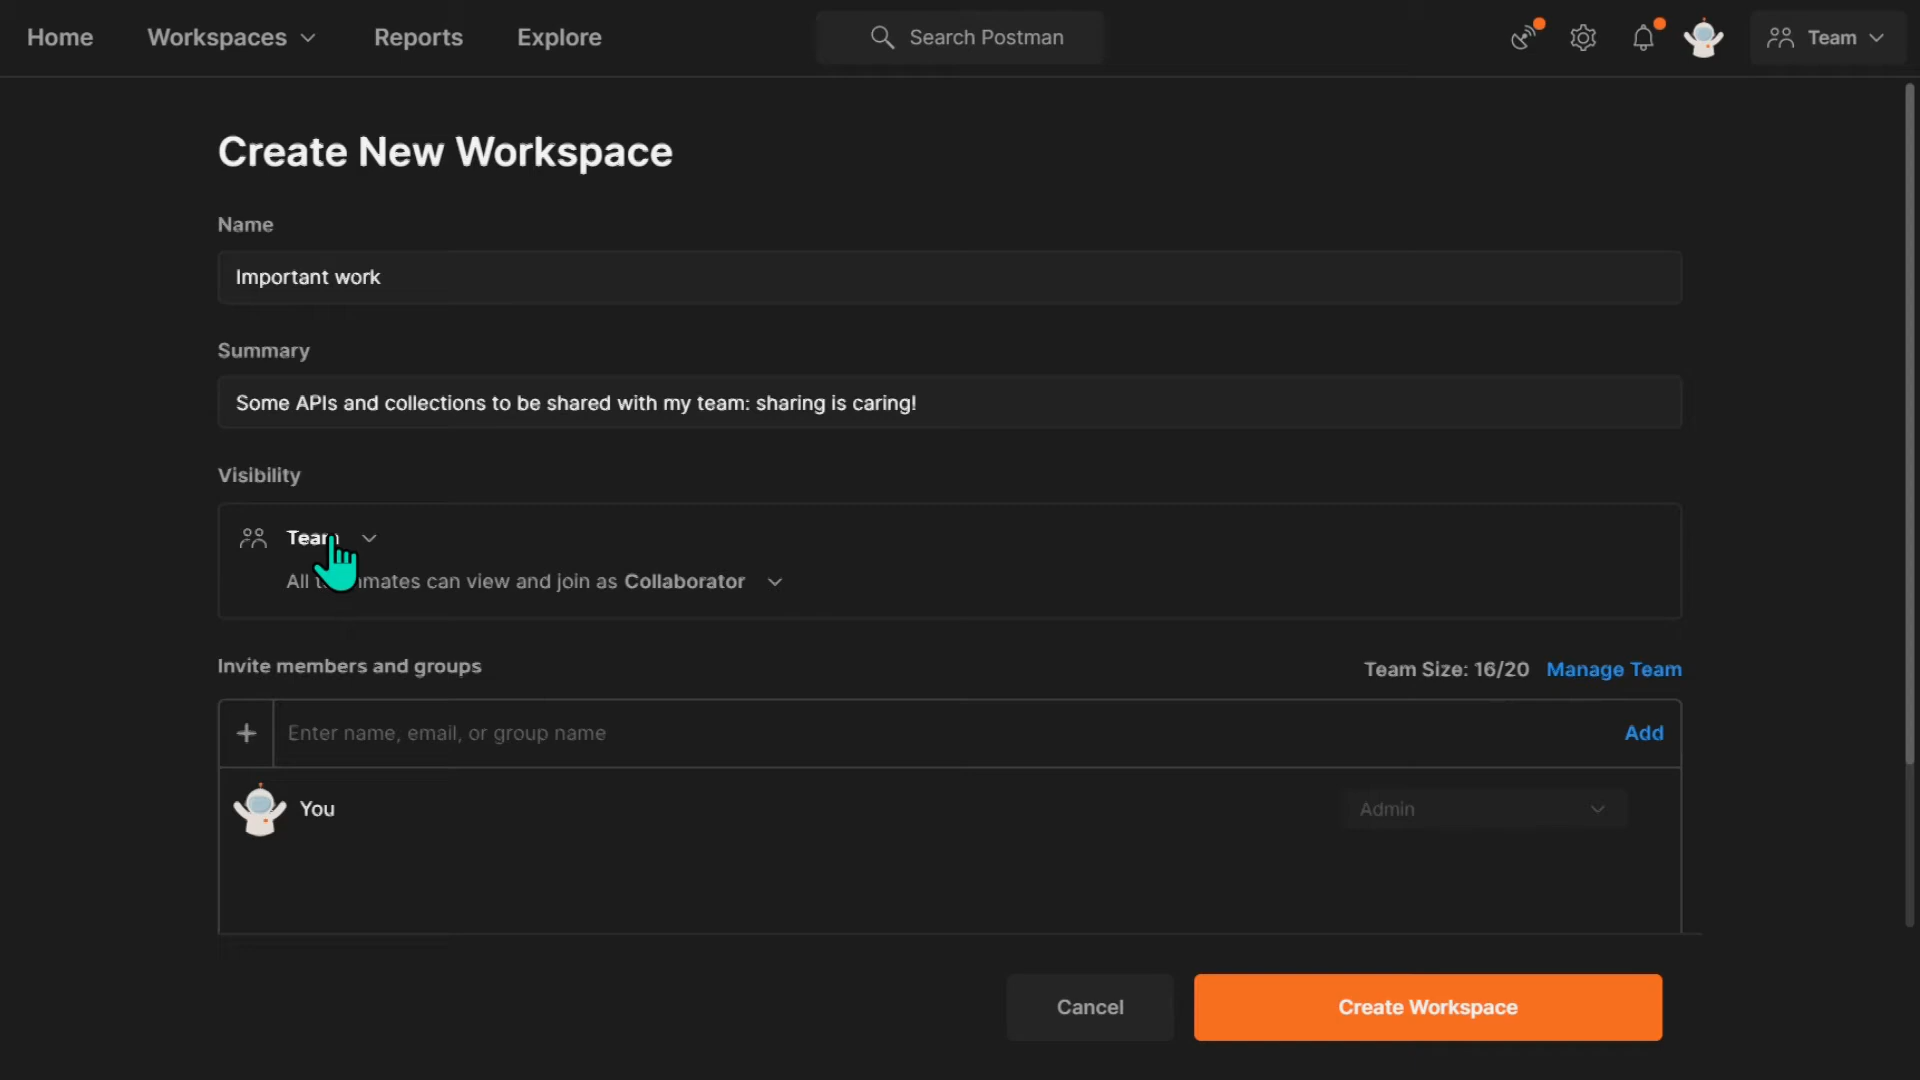 Home Workspaces Reports Explore Search Postman Team
Create New Workspace
Name
Important work
Summary
Some APIs and collections to be shared with my team: sharing is caring!
Visibility
Team
All teammates can view and join as Collaborator
Invite members and groups Team Size: 16/20 Manage Team
Enter name, email, or group name Add
You Admin
Cancel Create Workspace